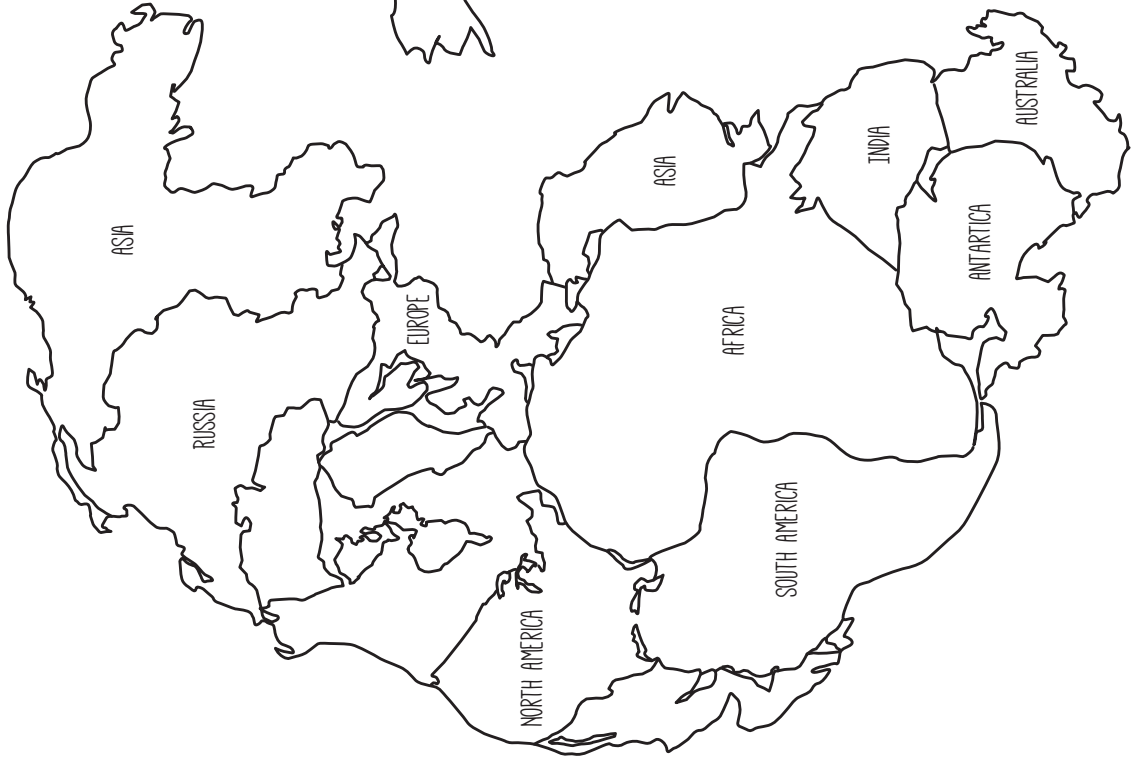 ASIA
RUSSIA
EUROPE
NORTH AMERICA
ASIA
AFRICA
SOUTH AMERICA
INDIA
ANTARTICA
AUSTRALIA